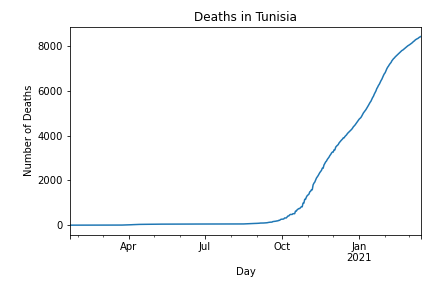 Deaths in Tunisia
8000
6000
4000
2000
0
Number of Deaths
Apr
Jul
Oct
Jan
2021
Day